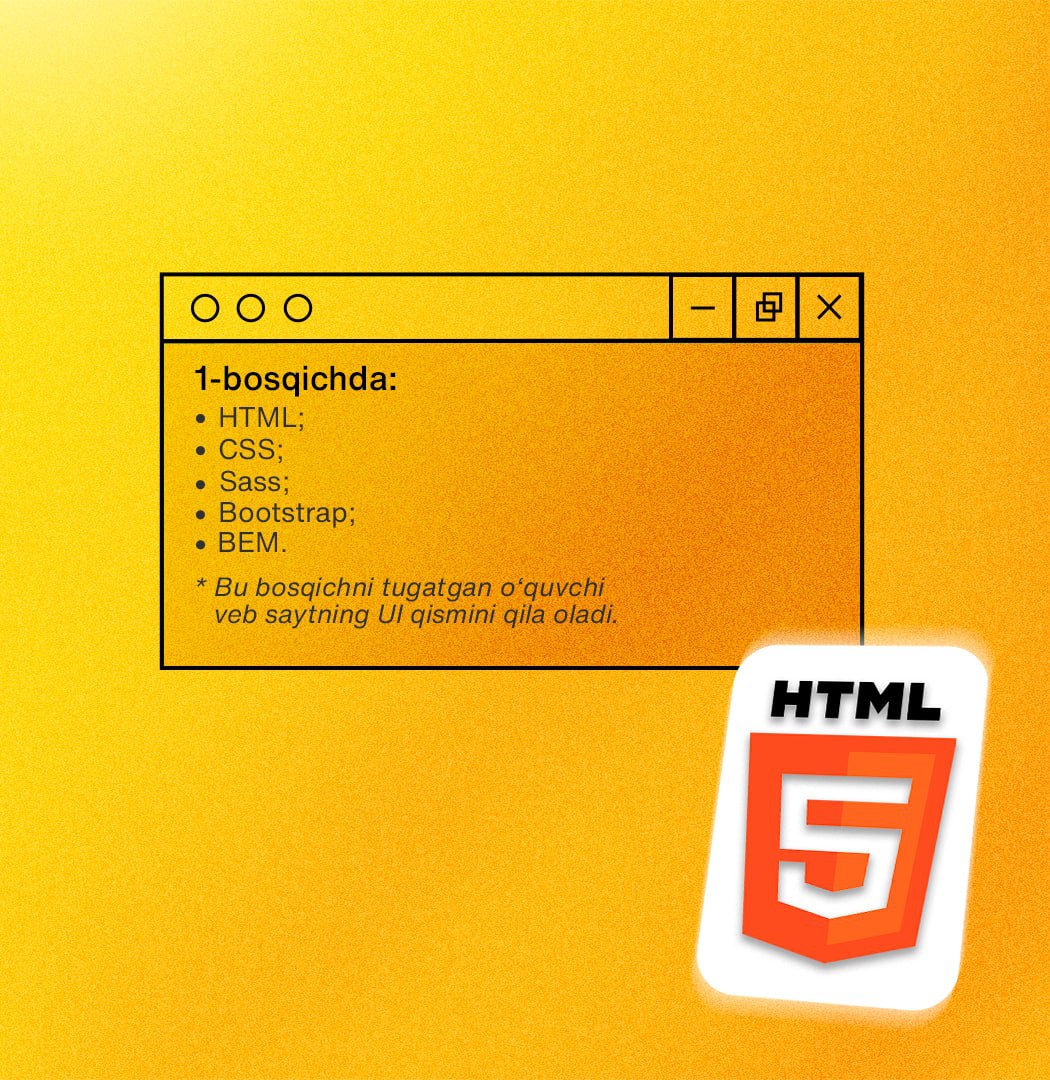 1-bosqichda:
• HTML;
• CSS;
• Sass;
• Bootstrap;
• BEM.
* Bu bosqichni tugatgan o‘quvchi
veb saytning UI qismini qila oladi.
HTML
5